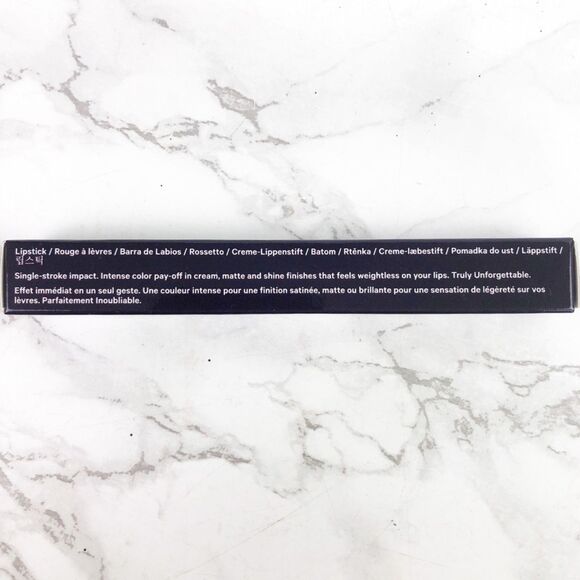 Lipstick / Rouge à lèvres / Barra de Labios / Rossetto / Creme-Lippenstift / Batom / Rtěnka / Creme-læbestift / Pomadka do ust / Läppstift /
립스틱
Single-stroke impact. Intense color pay-off in cream, matte and shine finishes that feels weightless on your lips. Truly Unforgettable.
Effet immédiat en un seul geste. Une couleur intense pour une finition satinée, matte ou brillante pour une sensation de légèreté sur vos
lèvres. Parfaitement Inoubliable.